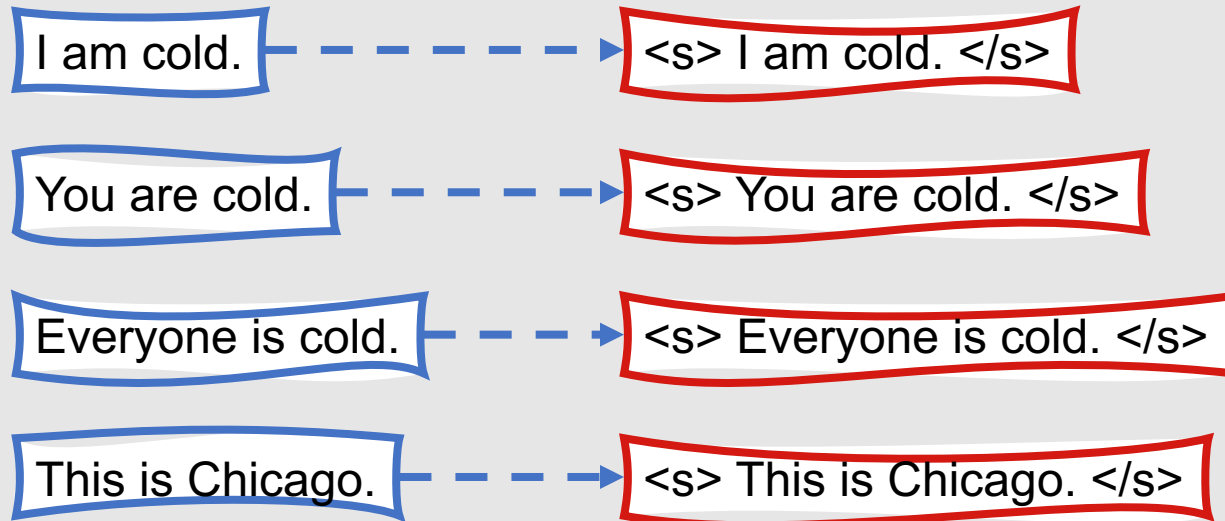 I am cold. <s> I am cold. </s>
You are cold. <s> You are cold. </s>
Everyone is cold. <s> Everyone is cold. </s>
This is Chicago. <s> This is Chicago. </s>